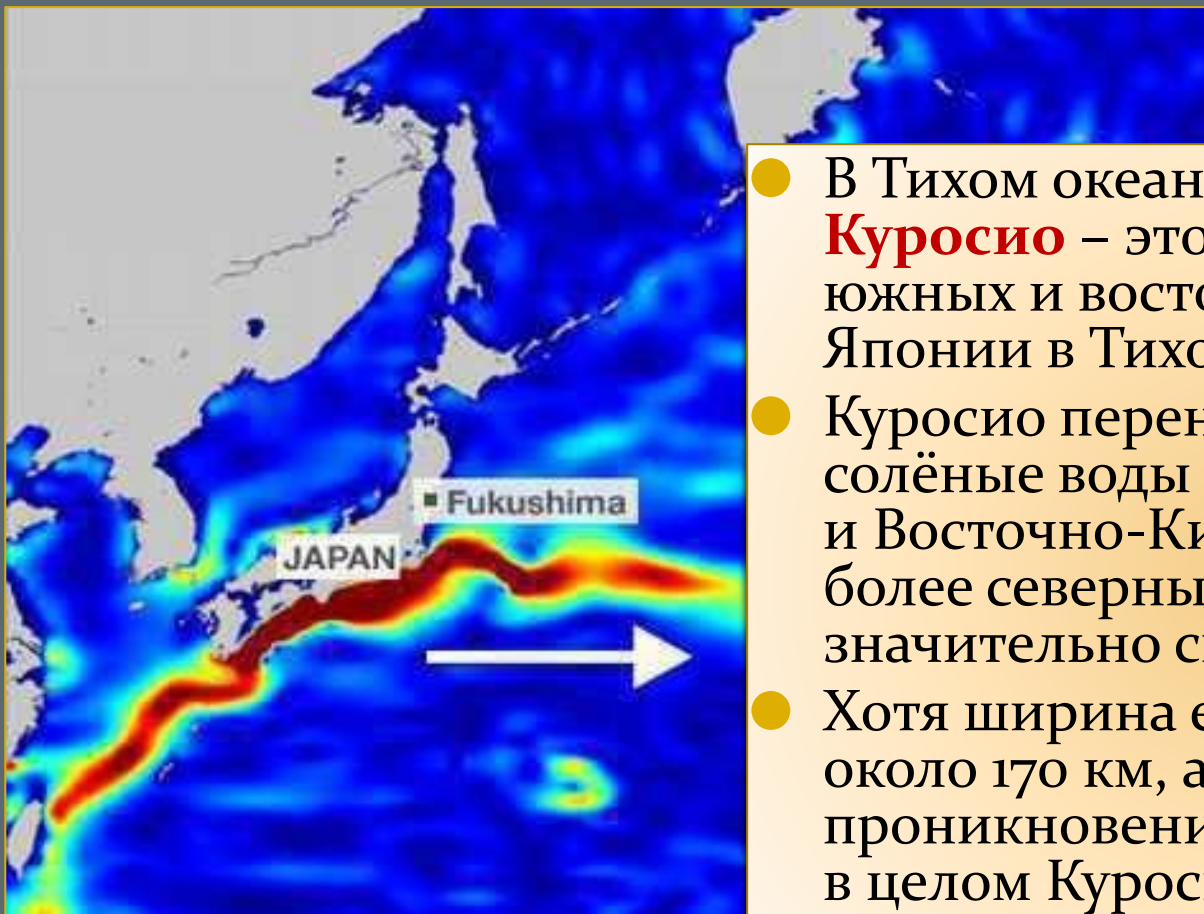 Fukushima
JAPAN
В Тихом океан
Куросио – это
южных и восто
Японии в Тихо
Куросио перен
солёные воды
и Восточно-Ки
более северны
значительно с
Хотя ширина е
около 170 км, а
проникновени
в целом Курос